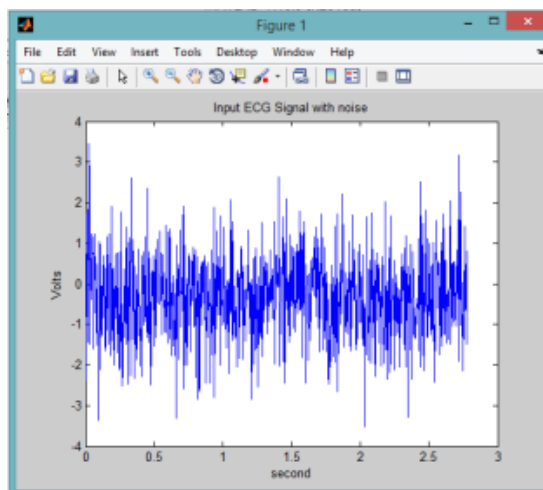 Figure 1
File Edit View Insert Tools Desktop Window Help
Input ECG Signal with noise
4
3
2
1
0
-1
-2
-3
-4
Volts
0 0.5 1 1.5 2 2.5 3
second